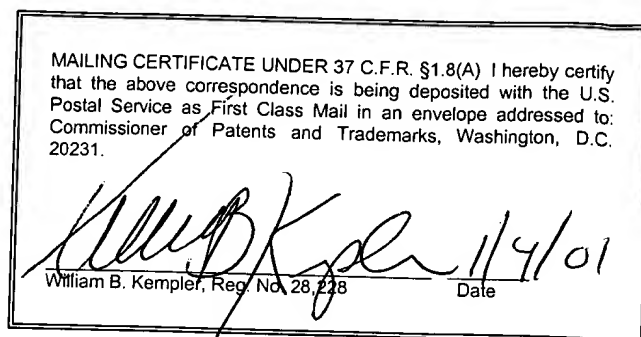 MAILING CERTIFICATE UNDER 37 C.F.R. §1.8(A) I hereby certify
that the above correspondence is being deposited with the U.S.
Postal Service as First Class Mail in an envelope addressed to:
Commissioner of Patents and Trademarks, Washington, D.C.
20231.
William B Kempler 1/4/01
William B. Kempler, Reg. No. 28,228 Date